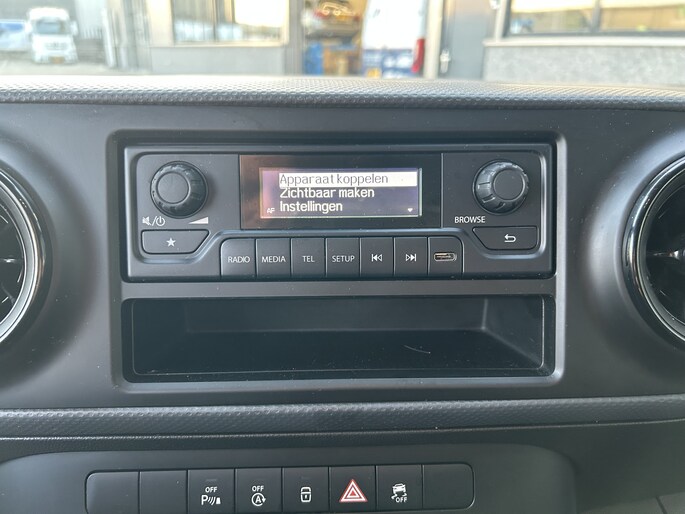 Apparaat koppelen
Zichtbaar maken
AF Instellingen
BROWSE
RADIO MEDIA TEL SETUP
OFF OFF OFF
P A